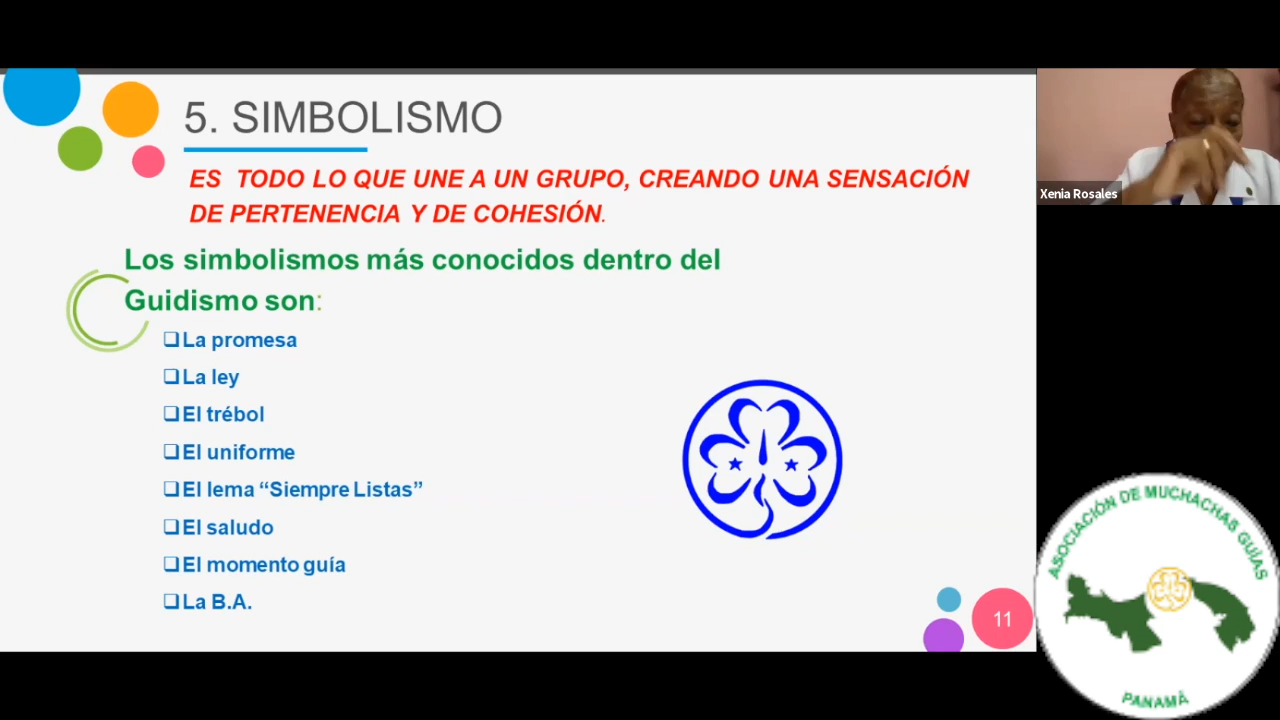 5. SIMBOLISMO
ES TODO LO QUE UNE A UN GRUPO, CREANDO UNA SENSACIÓN
DE PERTENENCIA Y DE COHESIÓN.
Los simbolismos más conocidos dentro del
Guidismo son:
❑La promesa
❑La ley
❑El trébol
❑El uniforme
❑El lema “Siempre Listas”
❑El saludo
❑El momento guía
❑La B.A.
11
Xenia Rosales
ASOCIACIÓN DE MUCHACHAS GUÍAS
PANAMÁ